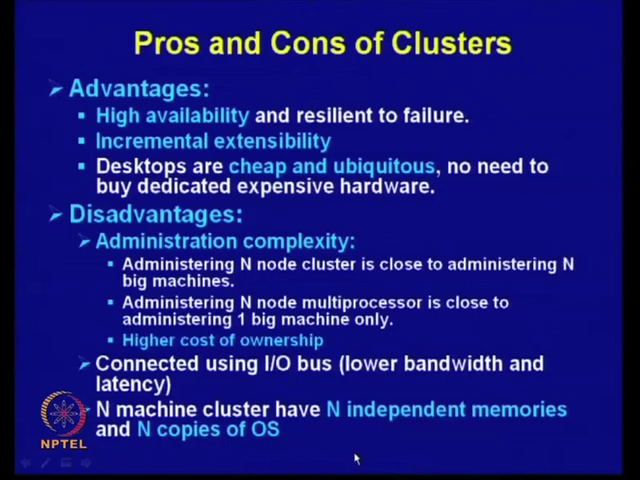 Pros and Cons of Clusters
Advantages:
High availability and resilient to failure.
Incremental extensibility
Desktops are cheap and ubiquitous, no need to
buy dedicated expensive hardware.
Disadvantages:
Administration complexity:
Administering N node cluster is close to administering N
big machines.
Administering N node multiprocessor is close to
administering 1 big machine only.
Higher cost of ownership
Connected using I/O bus (lower bandwidth and
latency)
N machine cluster have N independent memories
and N copies of OS
NPTEL